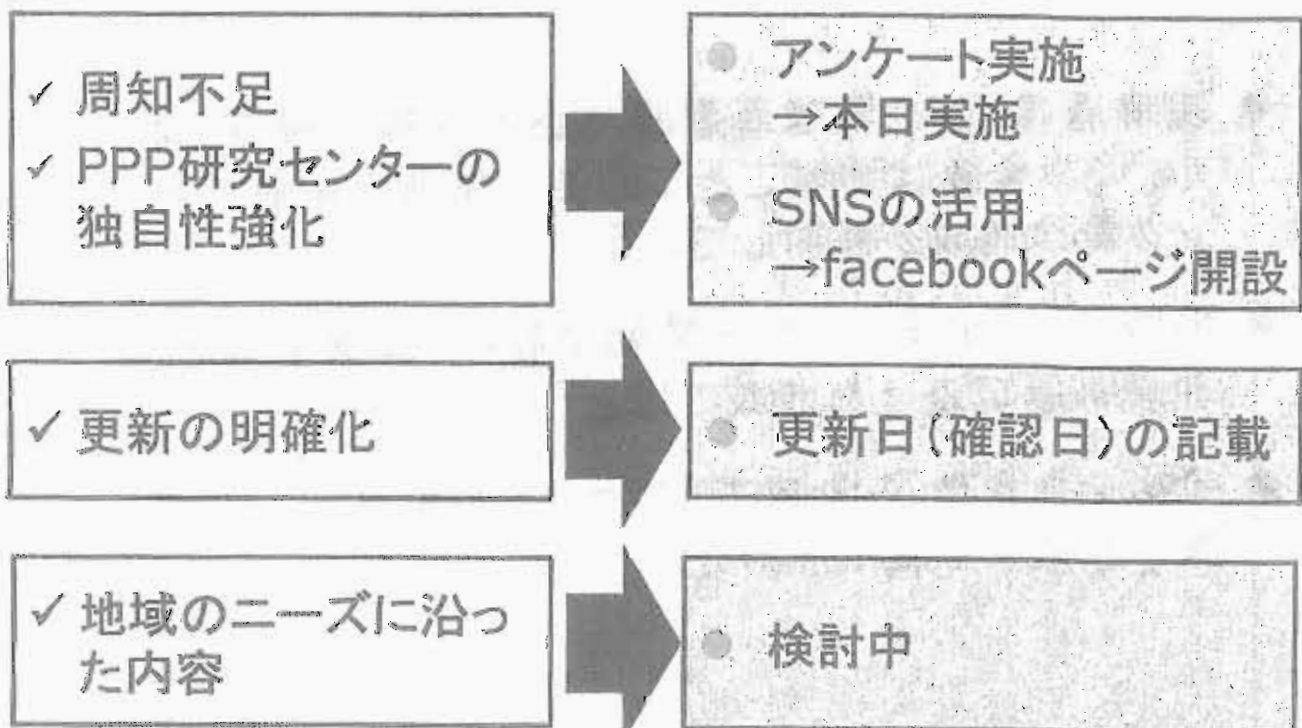 ✓ 周知不足
✓ PPP研究センターの
独自性強化
● アンケート実施
→本日実施
● SNSの活用
→facebookページ開設
✓ 更新の明確化
● 更新日(確認日)の記載
✓ 地域のニーズに沿っ
た内容
● 検討中